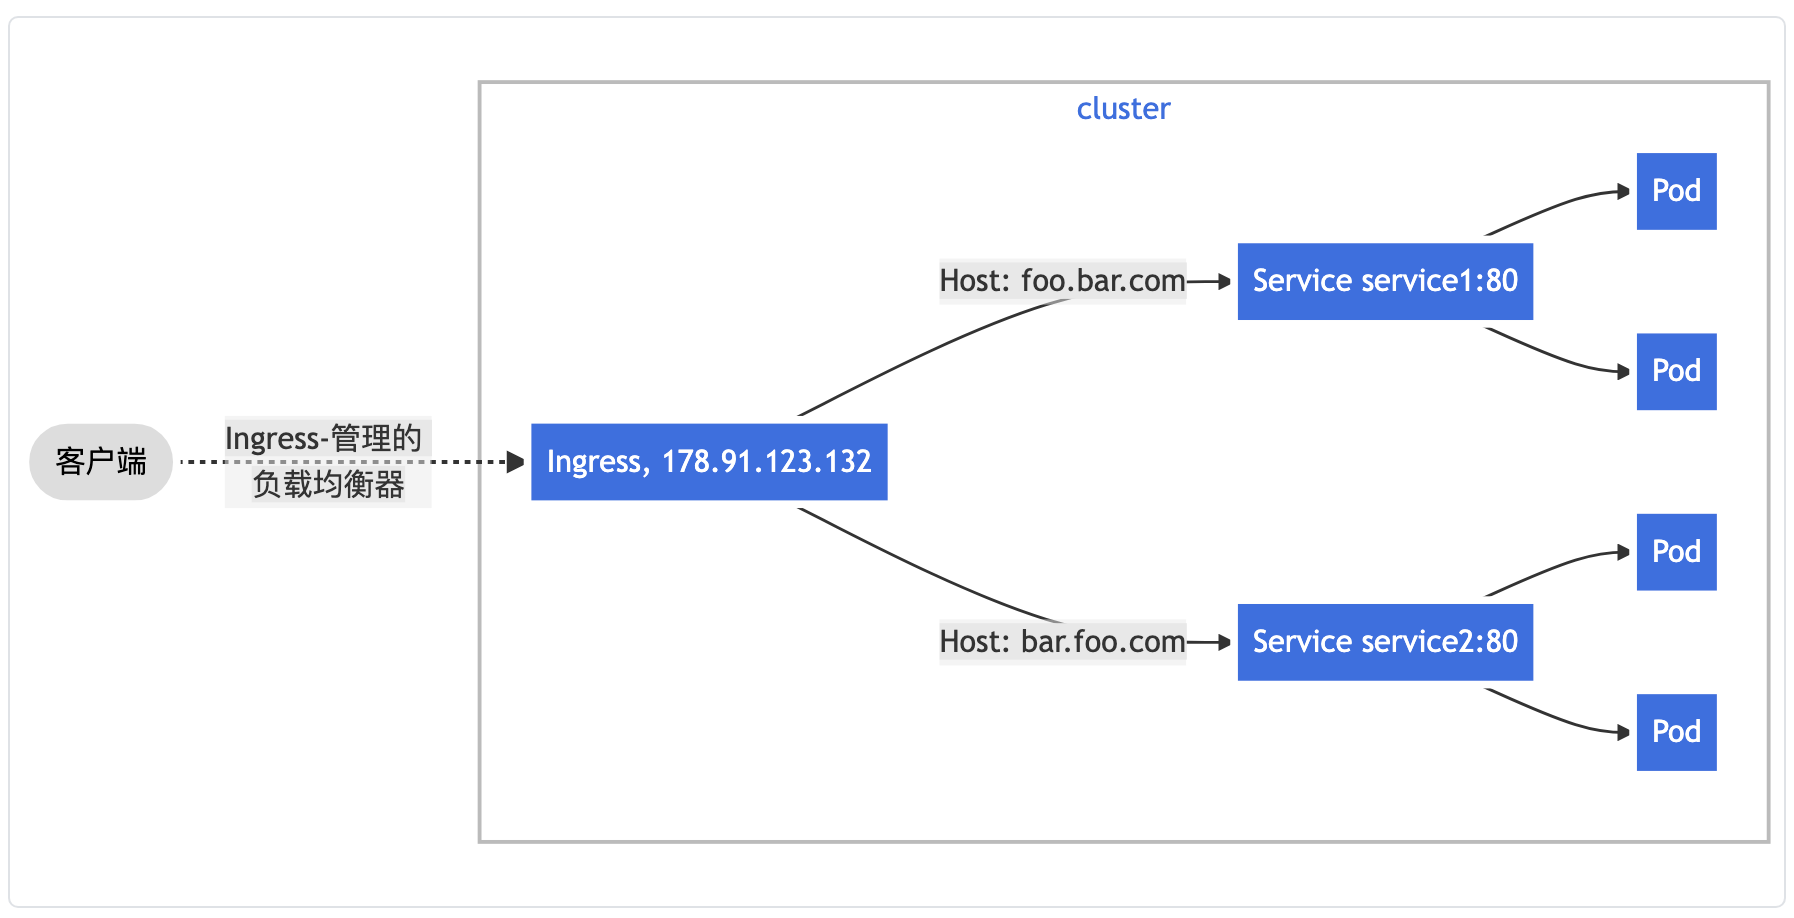 cluster
Pod
Host: foo.bar.com
Service service1:80
Pod
客户端
Ingress-管理的
负载均衡器
Ingress, 178.91.123.132
Pod
Host: bar.foo.com
Service service2:80
Pod